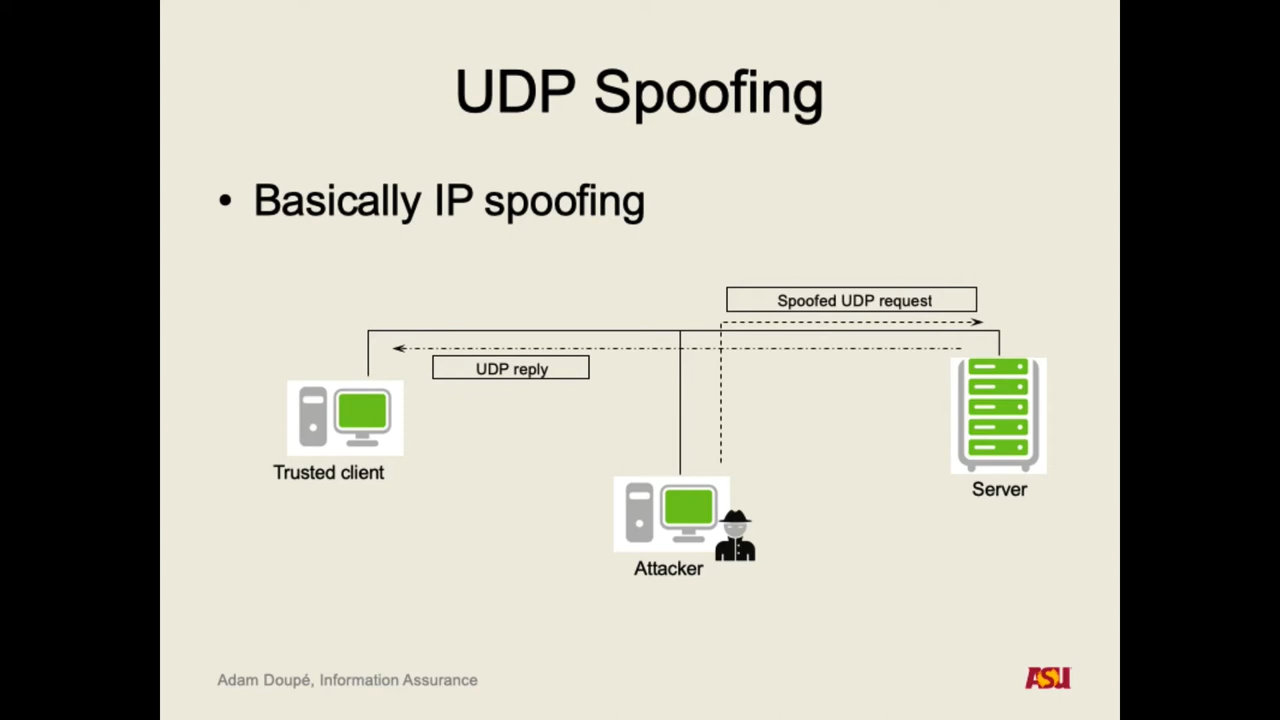 UDP Spoofing
• Basically IP spoofing
Spoofed UDP request
UDP reply
Trusted client
Server
Attacker
Adam Doupé, Information Assurance
ASU